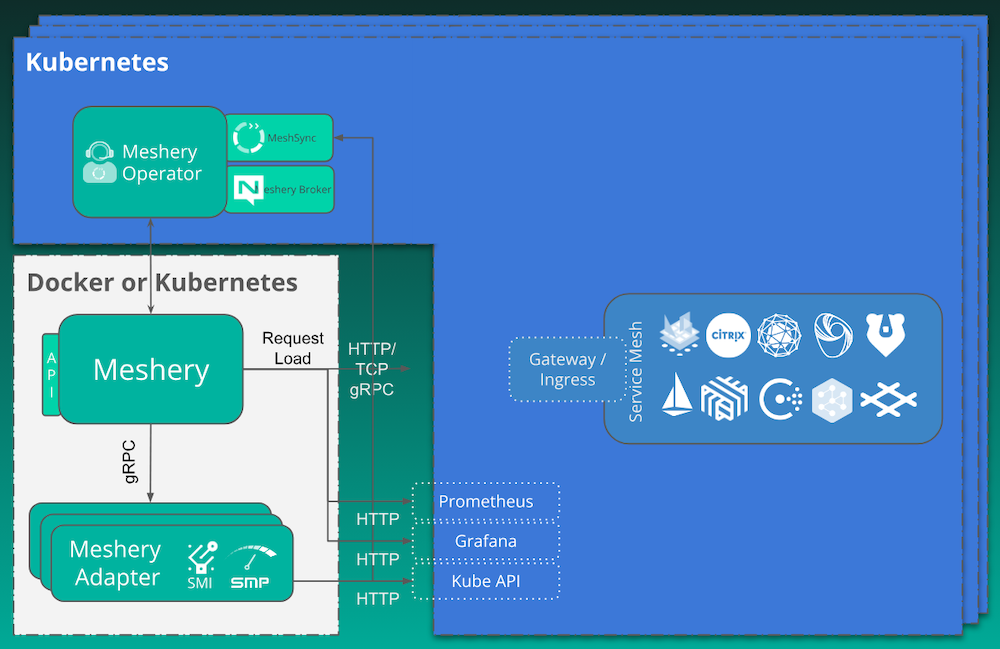 Kubernetes
Meshery
Operator
MeshSync
eshery Broker
Docker or Kubernetes
API
Meshery
Request
Load
HTTP/
TCP
gRPC
gRPC
Meshery
Adapter
SMI
SMP
HTTP
HTTP
HTTP
Prometheus
Grafana
Kube API
Gateway /
Ingress
Service Mesh
CITRIX